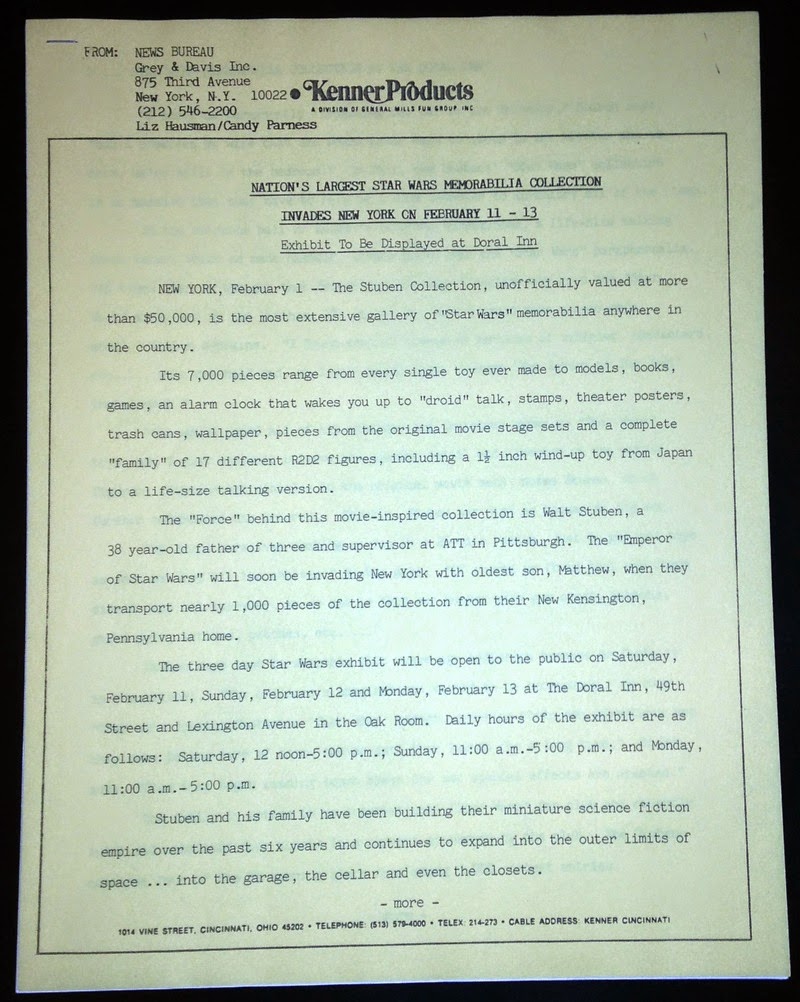 FROM: NEWS BUREAU
Grey & Davis Inc.
875 Third Avenue
New York, N.Y. 10022
(212) 546-2200
Liz Hausman/Candy Parness
Kenner Products
A DIVISION OF GENERAL MILLS FUN GROUP, INC
NATION'S LARGEST STAR WARS MEMORABILIA COLLECTION
INVADES NEW YORK ON FEBRUARY 11 - 13
Exhibit To Be Displayed at Doral Inn
NEW YORK, February 1 -- The Stuben Collection, unofficially valued at more
than $50,000, is the most extensive gallery of "Star Wars" memorabilia anywhere in
the country.
Its 7,000 pieces range from every single toy ever made to models, books,
games, an alarm clock that wakes you up to "droid" talk, stamps, theater posters,
trash cans, wallpaper, pieces from the original movie stage sets and a complete
"family" of 17 different R2D2 figures, including a 1½ inch wind-up toy from Japan
to a life-size talking version.
The "Force" behind this movie-inspired collection is Walt Stuben, a
38 year-old father of three and supervisor at ATT in Pittsburgh. The "Emperor
of Star Wars" will soon be invading New York with oldest son, Matthew, when they
transport nearly 1,000 pieces of the collection from their New Kensington,
Pennsylvania home.
The three day Star Wars exhibit will be open to the public on Saturday,
February 11, Sunday, February 12 and Monday, February 13 at The Doral Inn, 49th
Street and Lexington Avenue in the Oak Room. Daily hours of the exhibit are as
follows: Saturday, 12 noon-5:00 p.m.; Sunday, 11:00 a.m.-5:00 p.m.; and Monday,
11:00 a.m.-5:00 p.m.
Stuben and his family have been building their miniature science fiction
empire over the past six years and continues to expand into the outer limits of
space ... into the garage, the cellar and even the closets.
- more -
1014 VINE STREET, CINCINNATI, OHIO 45202 • TELEPHONE: (513) 579-4000 • TELEX: 214-273 • CABLE ADDRESS: KENNER CINCINNATI